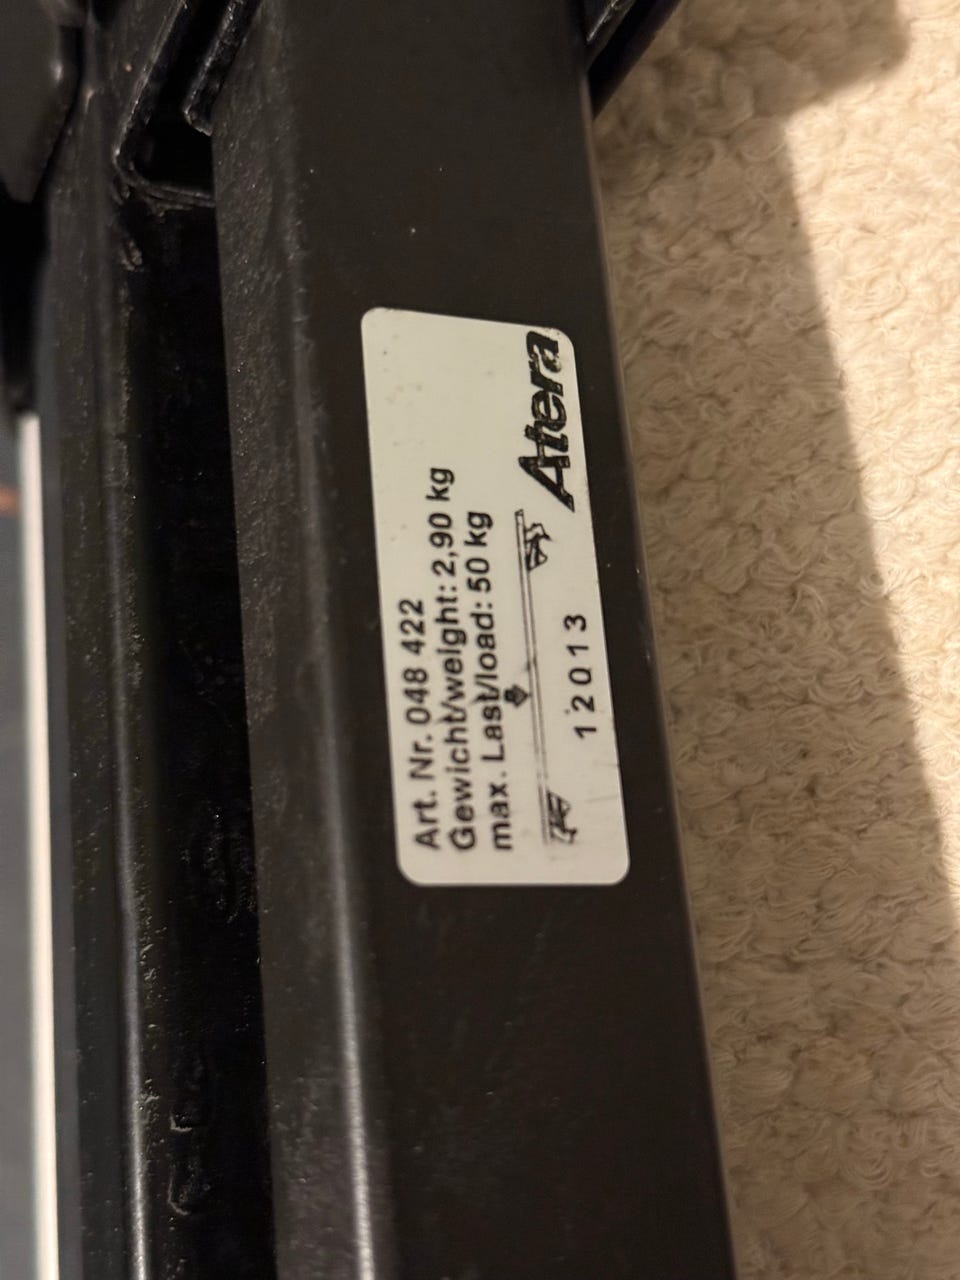 Art. Nr. 048 422
Gewicht/weight: 2,90 kg
max. Last/load: 50 kg
Atera
12013